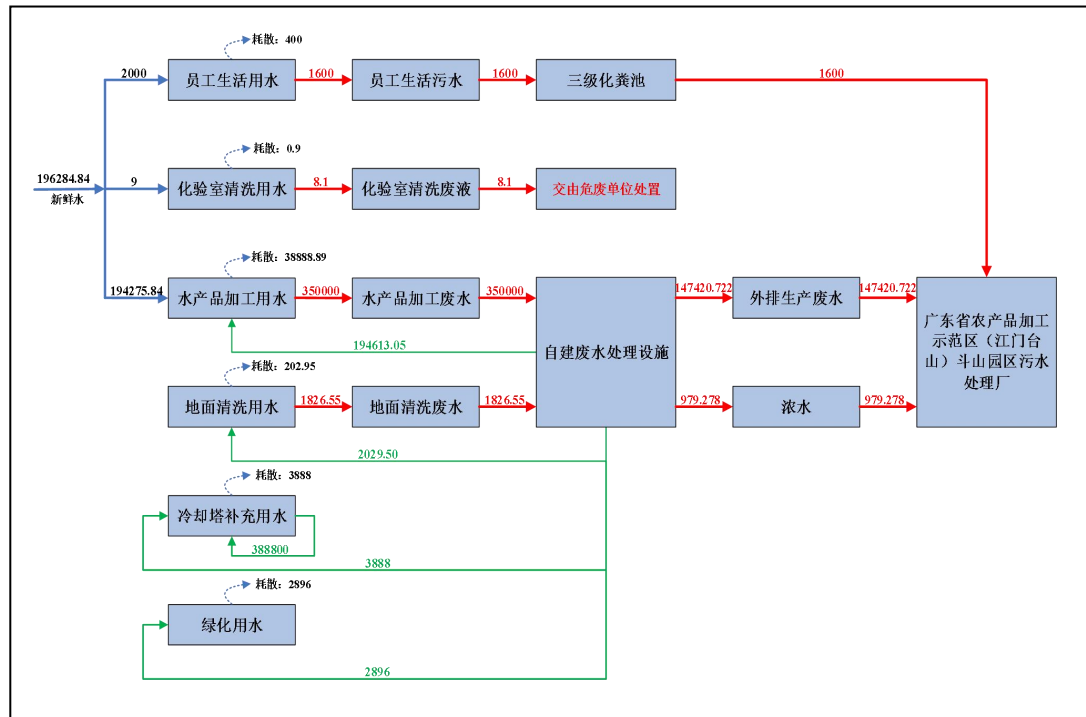 耗散：400
2000
员工生活用水
1600
员工生活污水
1600
三级化粪池
1600
196284.84
新鲜水
耗散：0.9
9
化验室清洗用水
8.1
化验室清洗废液
8.1
交由危废单位处置
耗散：38888.89
194275.84
水产品加工用水
350000
水产品加工废水
350000
自建废水处理设施
147420.722
外排生产废水
147420.722
广东省农产品加工
示范区（江门台
山）斗山园区污水
处理厂
194613.05
耗散：202.95
地面清洗用水
1826.55
地面清洗废水
1826.55
979.278
浓水
979.278
2029.50
耗散：3888
冷却塔补充用水
388800
3888
耗散：2896
绿化用水
2896